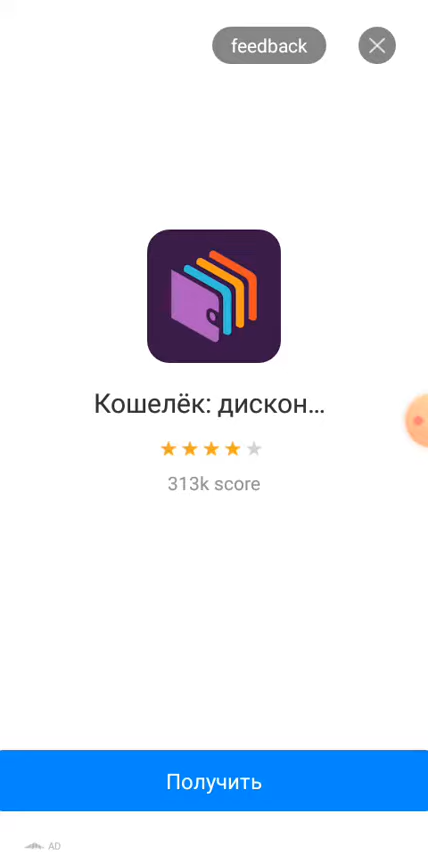 feedback
Кошелёк: дискон...
313k score
Получить
AD